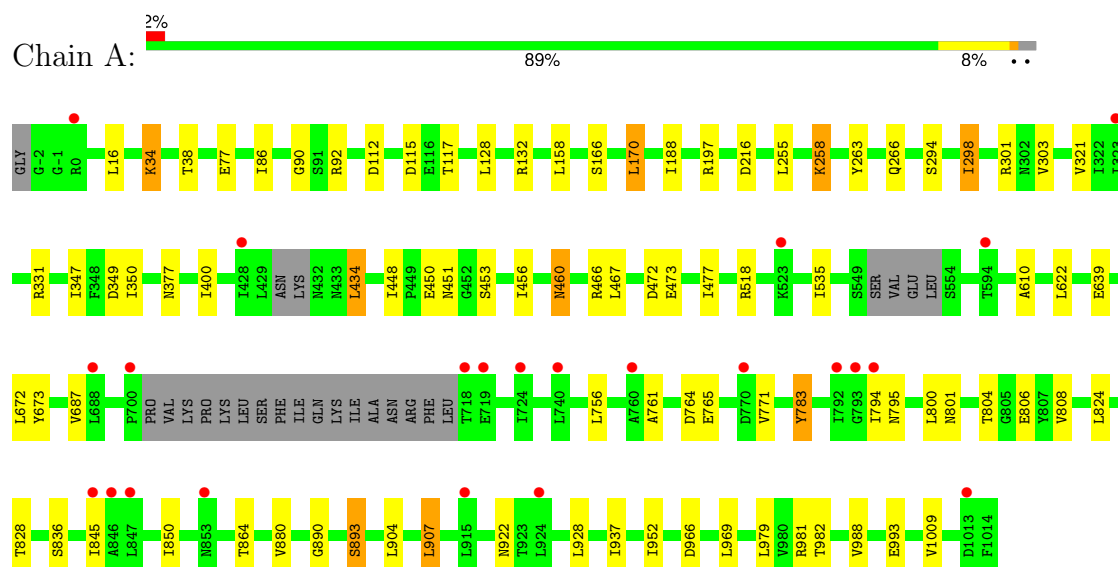 2%
Chain A:
89% 8% • •
GLY G-2 G-1 R0 L16 K34 T38 E77 I86 G90 S91 R92 D112 D115 E116 T117 L128 R132 L158 S166 L170 I188 R197 D216 L255 K258 Y263 Q266 S294 I298 R301 N302 V303 V321 I322 I323
R331 I347 F348 D349 I350 N377 I400 I428 L429 ASN LYS N432 N433 L434 I448 P449 E450 N451 G452 S453 I456 N460 R466 L467 D472 E473 I477 R518 K523 I535 S549 SER VAL GLU LEU S554 T594 A610 L622 E639
L672 Y673 V687 L688 P700 PRO VAL LYS PRO LYS LEU SER PHE ILE GLN LYS ILE ALA ASN ARG PHE LEU T718 E719 I724 L740 L756 A760 A761 D764 E765 D770 V771 Y783 I792 G793 I794 N795 L800 N801 T804 G805 E806 Y807 V808 L824
T828 S836 I845 A846 L847 I850 N853 T864 V880 G890 S893 L904 L907 L915 N922 T923 L924 L928 I937 I952 D966 L969 L979 V980 R981 T982 V988 E993 V1009 D1013 F1014